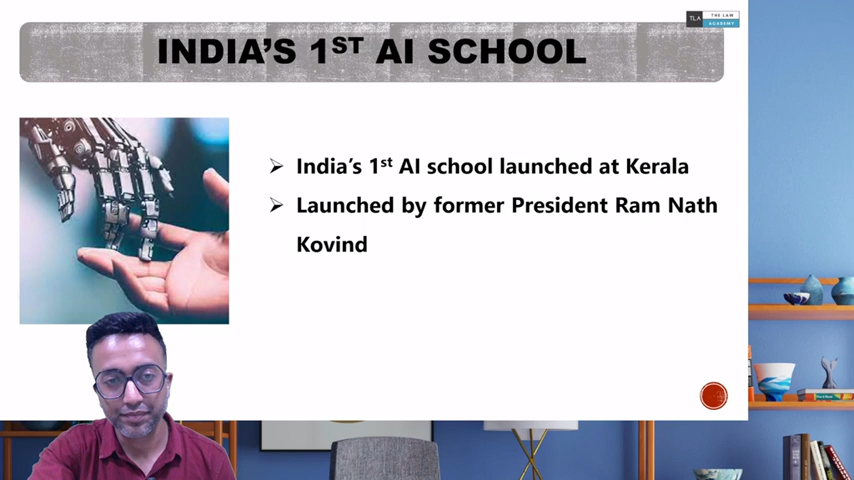 TLA THE LAW
ACADEMY
INDIA’S 1ST AI SCHOOL
➢ India’s 1st AI school launched at Kerala
➢ Launched by former President Ram Nath
Kovind